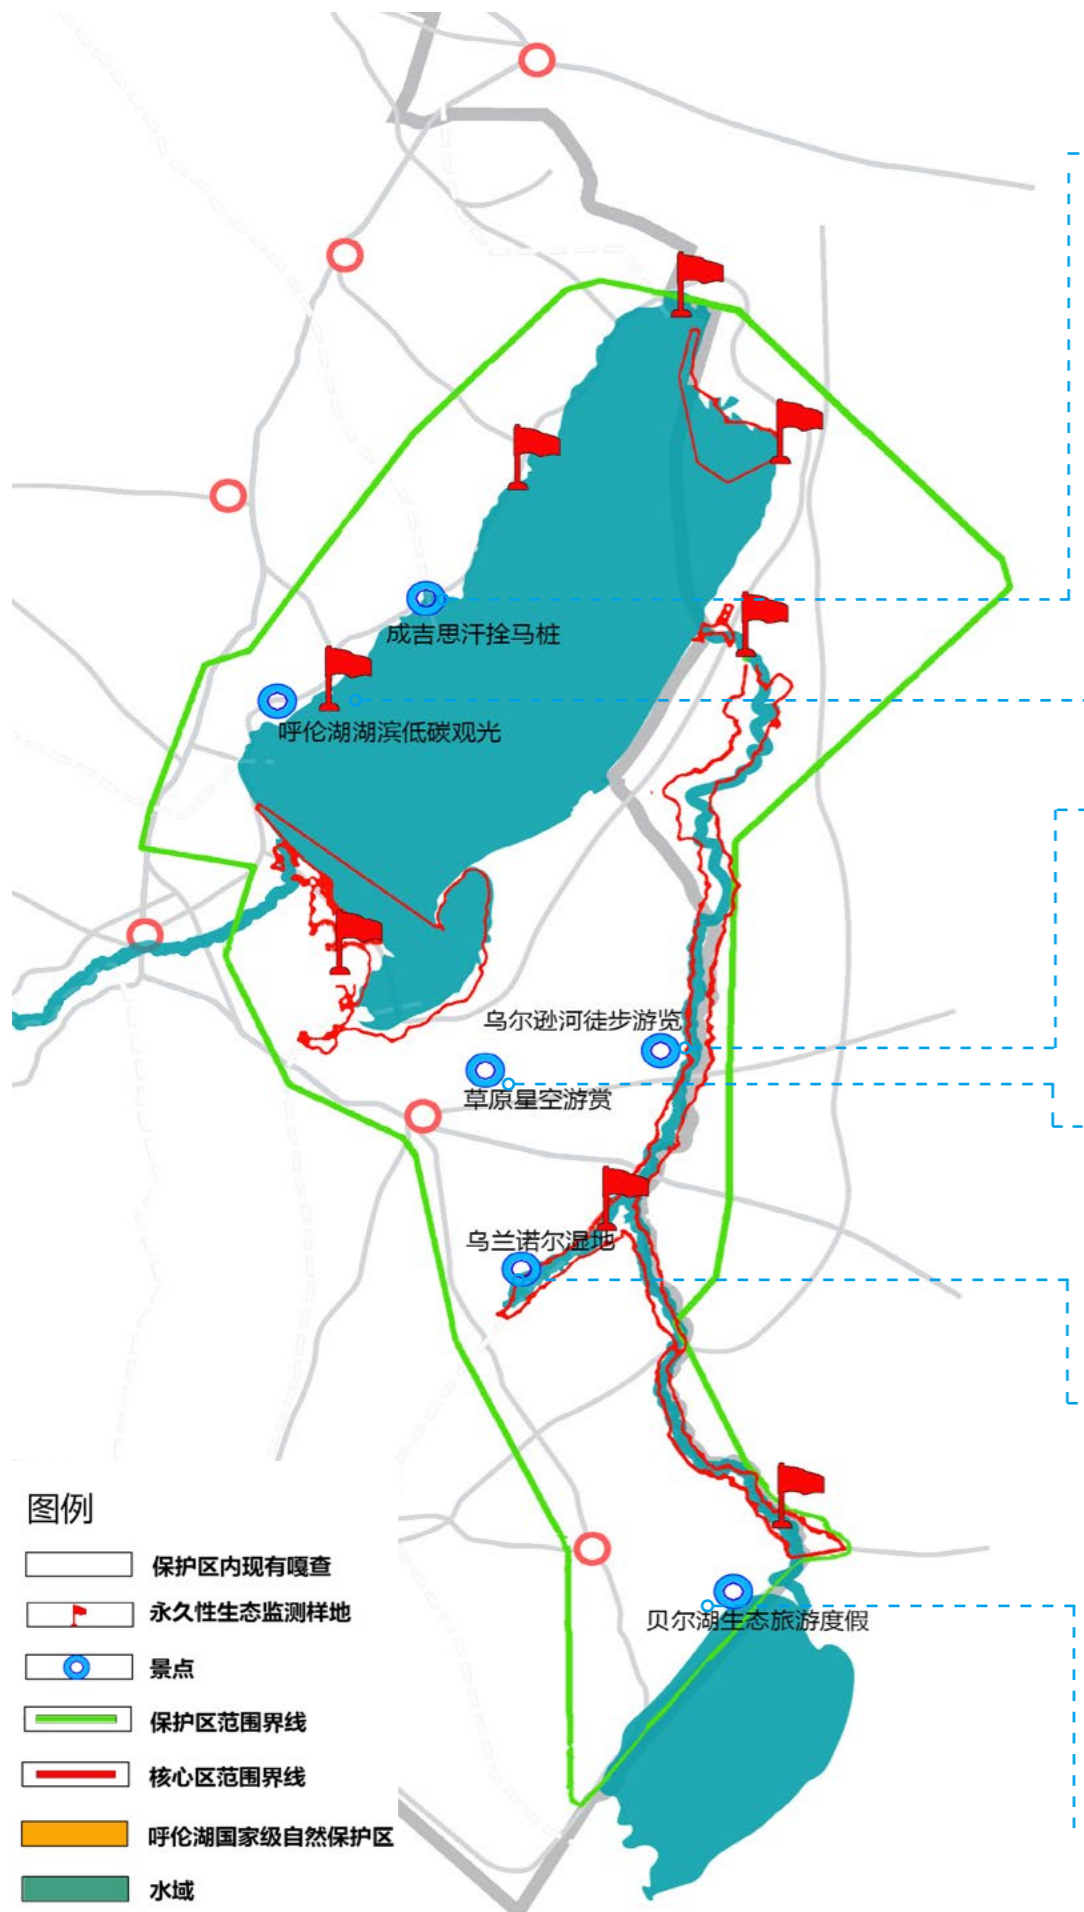 成吉思汗拴马桩
呼伦湖湖滨低碳观光
乌尔逊河徒步游览
草原星空游赏
乌兰诺尔湿地
贝尔湖生态旅游度假
图例
保护区内现有嘎查
永久性生态监测样地
景点
保护区范围界线
核心区范围界线
呼伦湖国家级自然保护区
水域